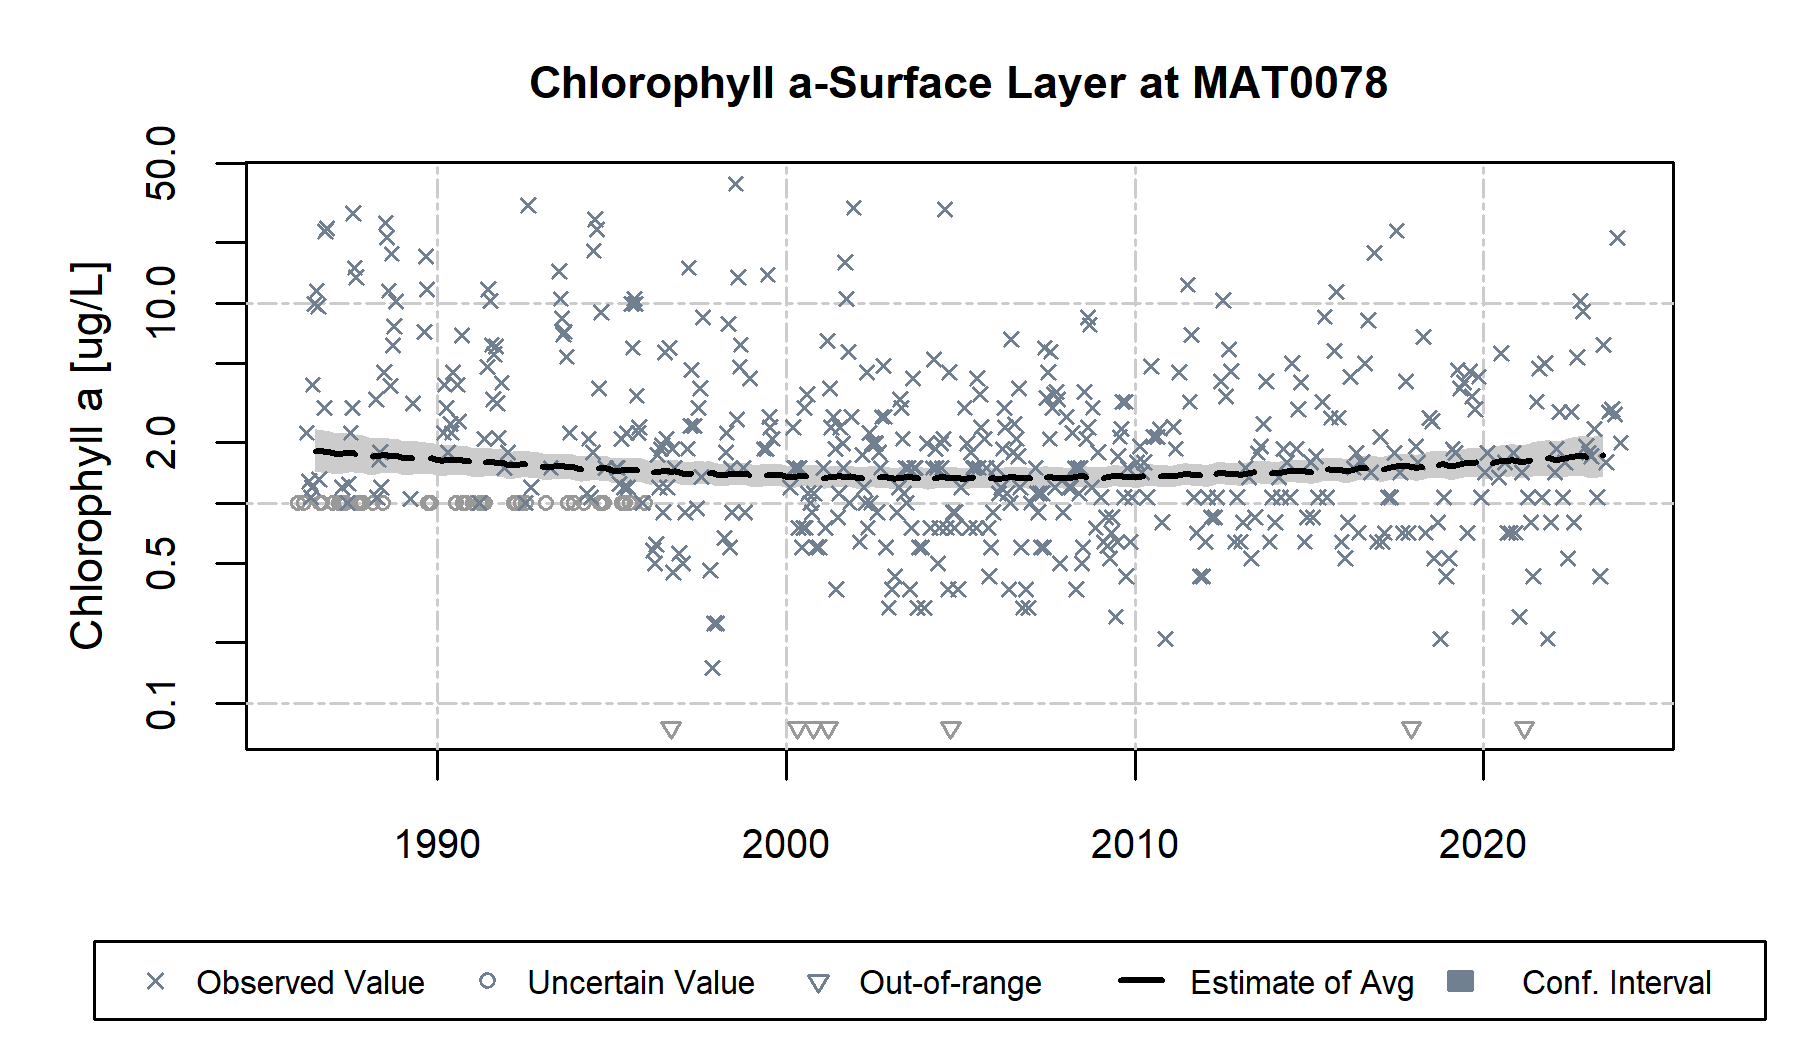 Chlorophyll a-Surface Layer at MAT0078
Chlorophyll a [ug/L]
50.0
10.0
2.0
0.5
0.1
1990 2000 2010 2020
Observed Value Uncertain Value Out-of-range Estimate of Avg Conf. Interval